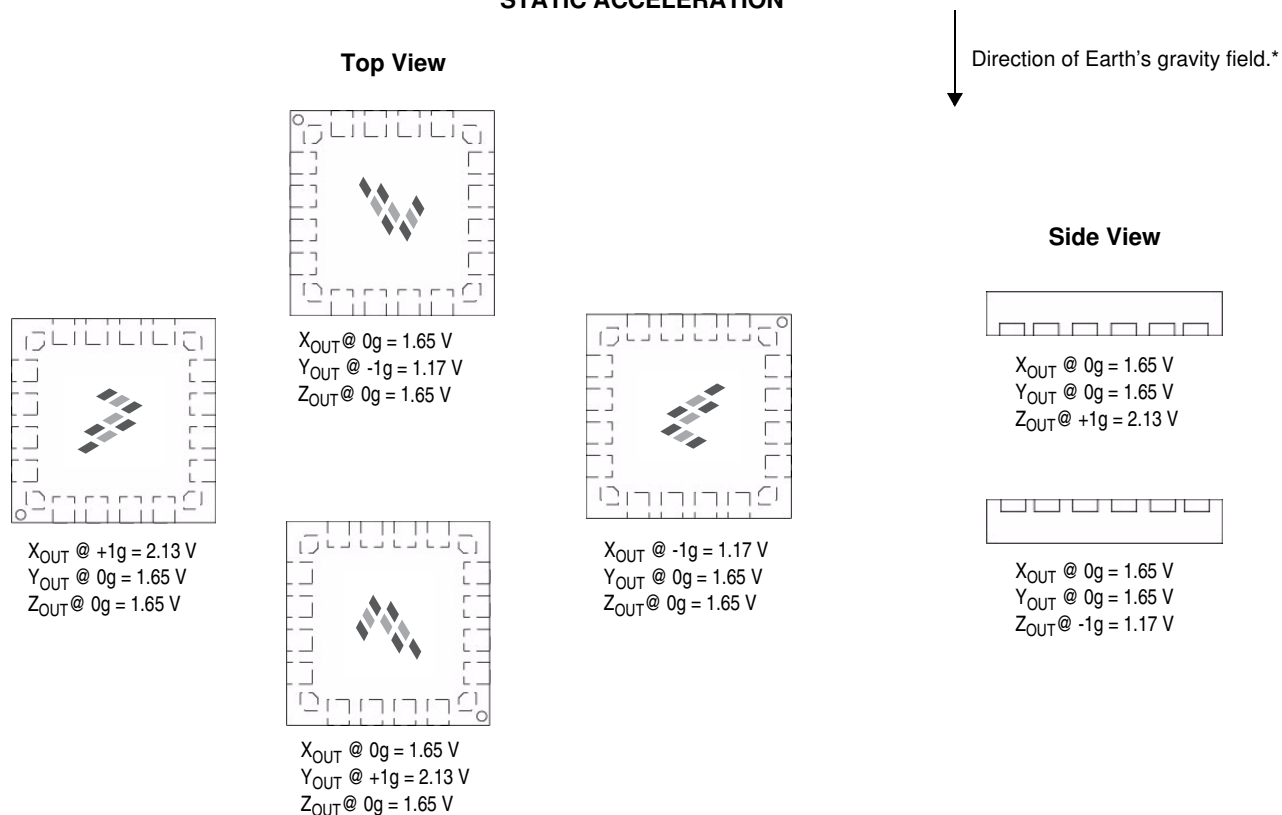 STATIC ACCELERATION
Direction of Earth's gravity field.*
Top View
X_OUT@ 0g = 1.65 V
Y_OUT @ -1g = 1.17 V
Z_OUT@ 0g = 1.65 V
X_OUT @ +1g = 2.13 V
Y_OUT @ 0g = 1.65 V
Z_OUT@ 0g = 1.65 V
X_OUT @ -1g = 1.17 V
Y_OUT @ 0g = 1.65 V
Z_OUT@ 0g = 1.65 V
X_OUT @ 0g = 1.65 V
Y_OUT @ +1g = 2.13 V
Z_OUT@ 0g = 1.65 V
Side View
X_OUT @ 0g = 1.65 V
Y_OUT @ 0g = 1.65 V
Z_OUT@ +1g = 2.13 V
X_OUT @ 0g = 1.65 V
Y_OUT @ 0g = 1.65 V
Z_OUT@ -1g = 1.17 V